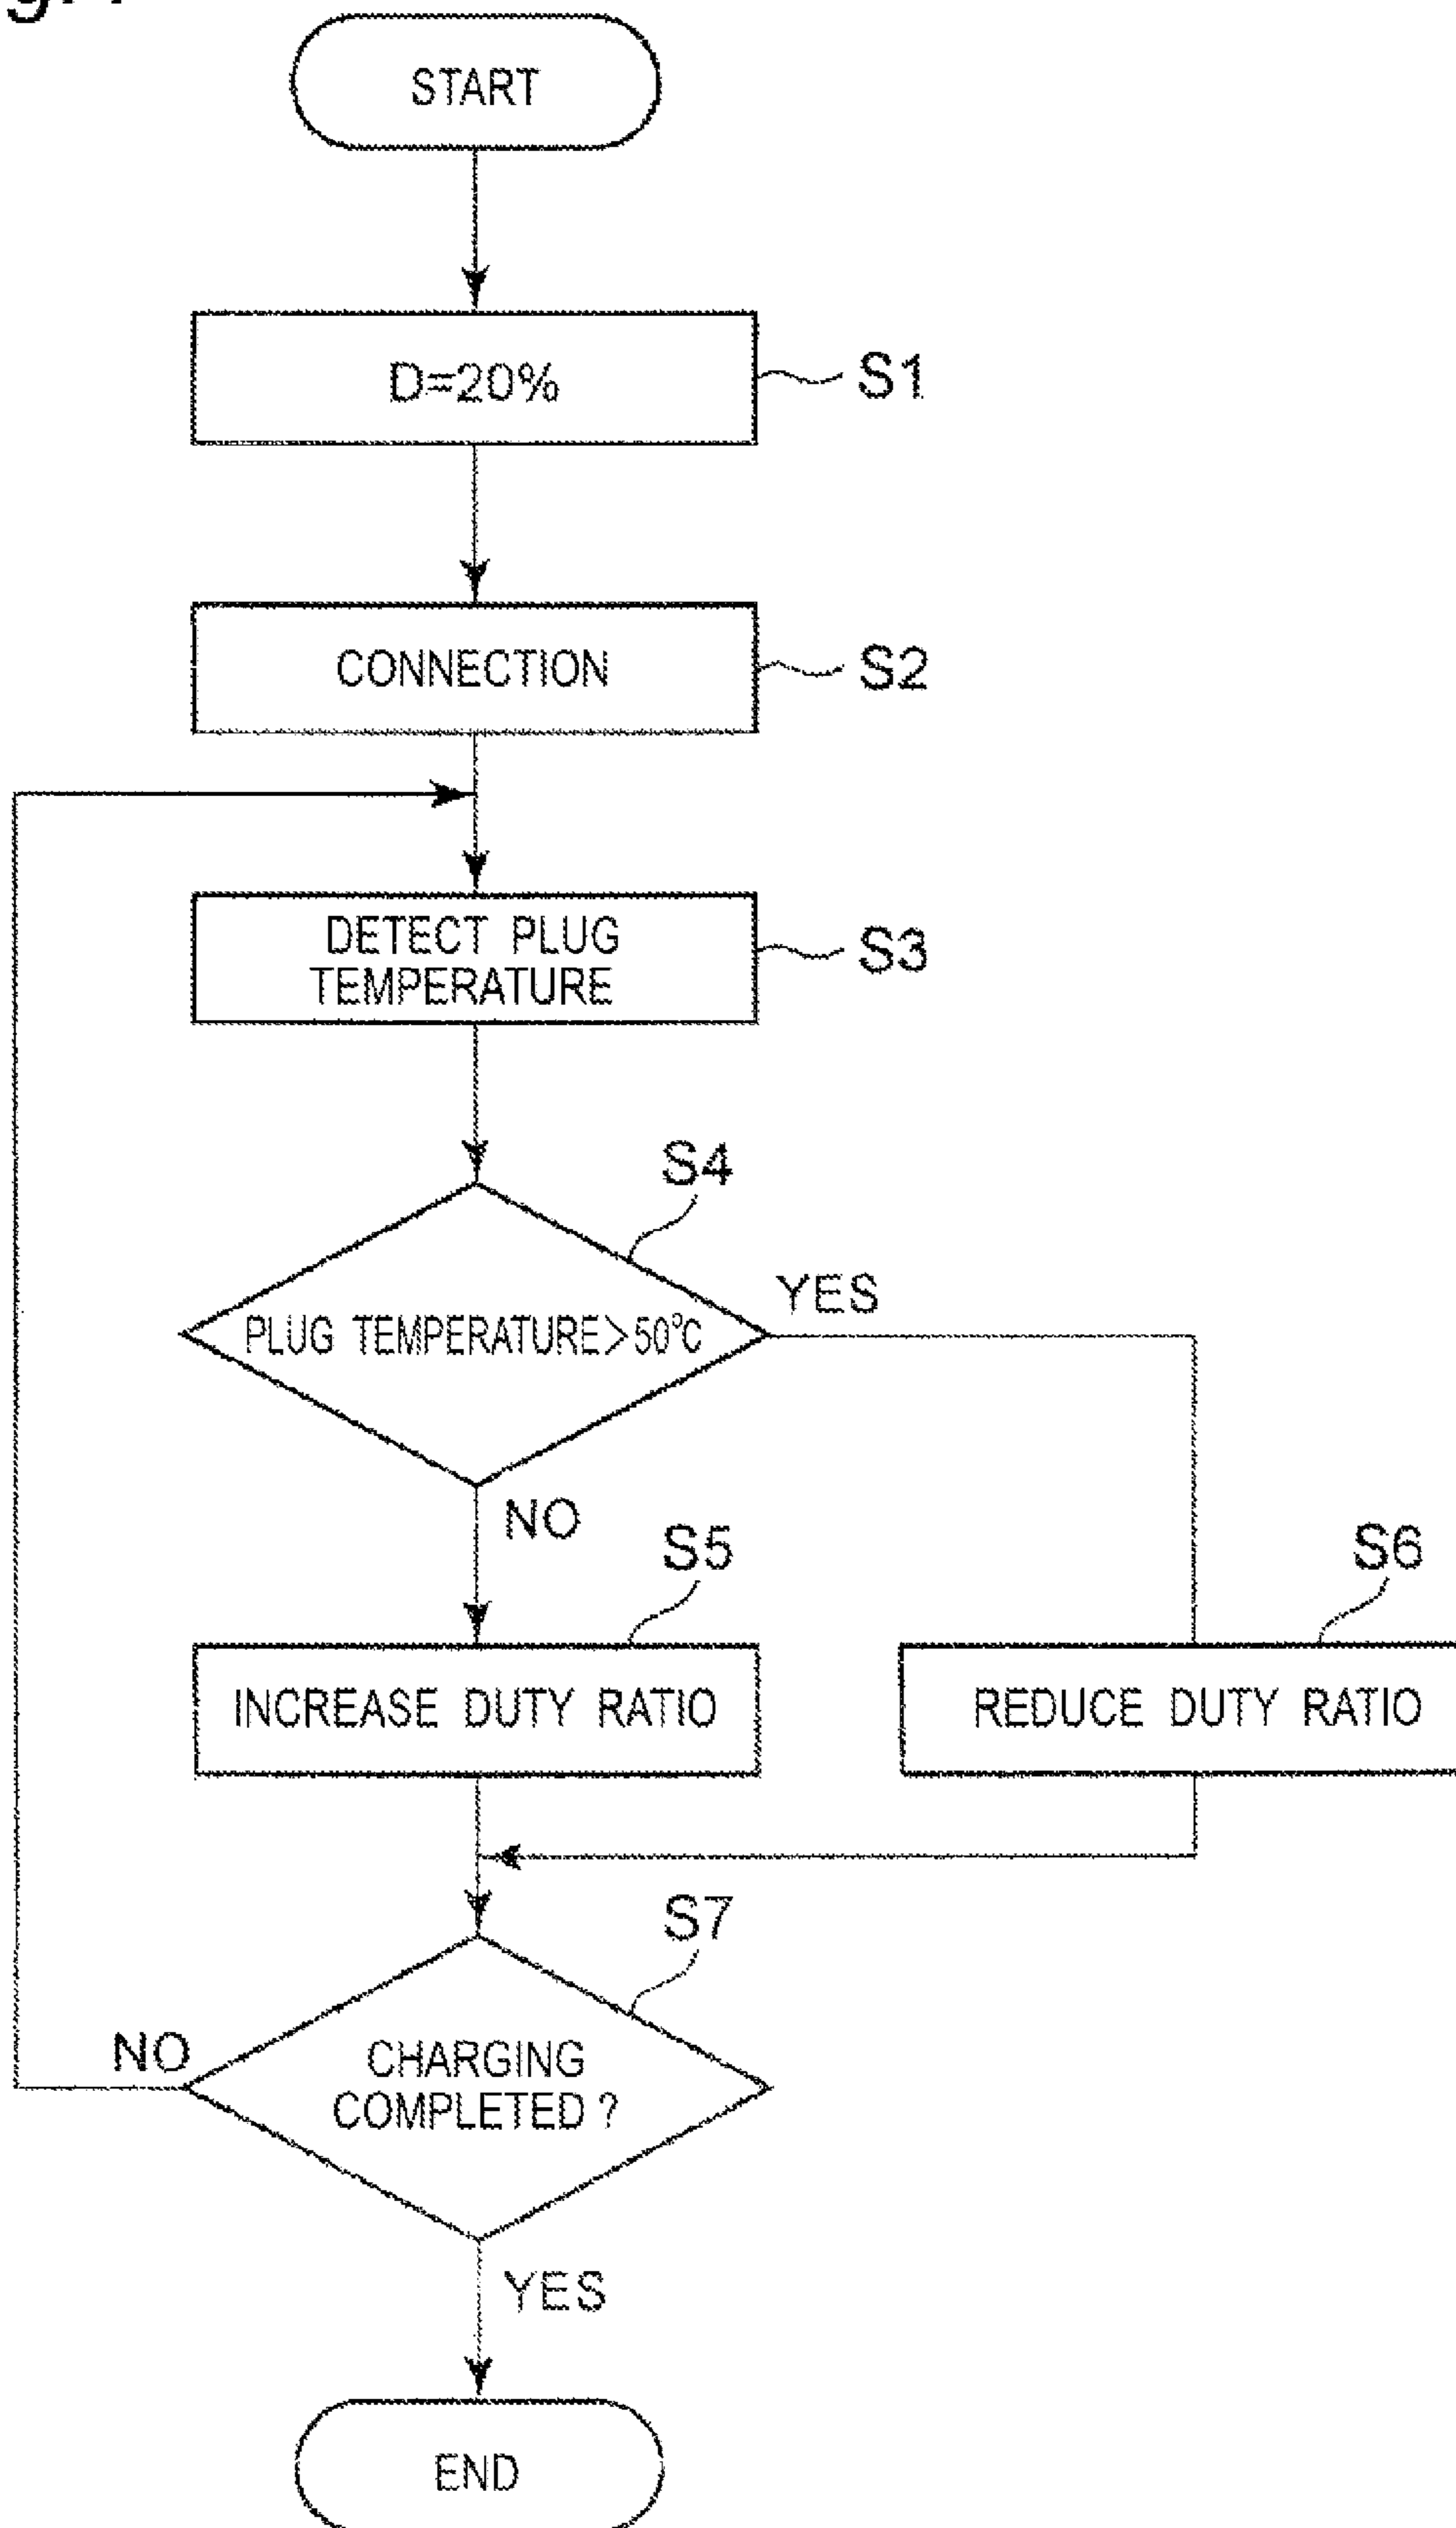 START
D=20%
S1
CONNECTION
S2
DETECT PLUG
TEMPERATURE
S3
S4
PLUG TEMPERATURE>50°C
YES
NO
S5
S6
INCREASE DUTY RATIO
REDUCE DUTY RATIO
S7
CHARGING
COMPLETED ?
NO
YES
END